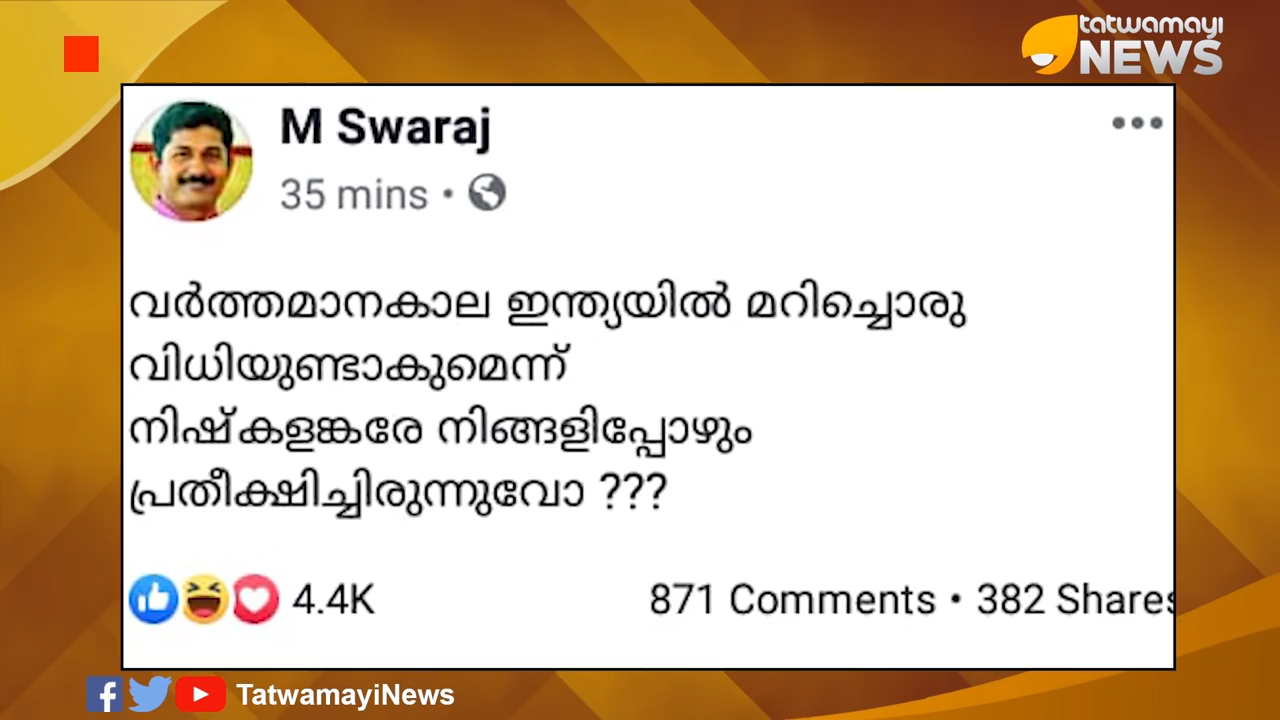 tatwamayi
NEWS
M Swaraj
35 mins •
വർത്തമാനകാല ഇന്ത്യയിൽ മറിച്ചൊരു
വിധിയുണ്ടാകുമെന്ന്
നിഷ്കളങ്കരേ നിങ്ങളിപ്പോഴും
പ്രതീക്ഷിച്ചിരുന്നുവോ ???
4.4K
871 Comments • 382 Shares
TatwamayiNews